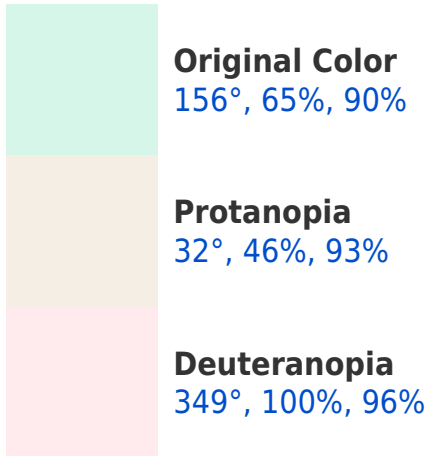 Original Color
156°, 65%, 90%
Protanopia
32°, 46%, 93%
Deuteranopia
349°, 100%, 96%